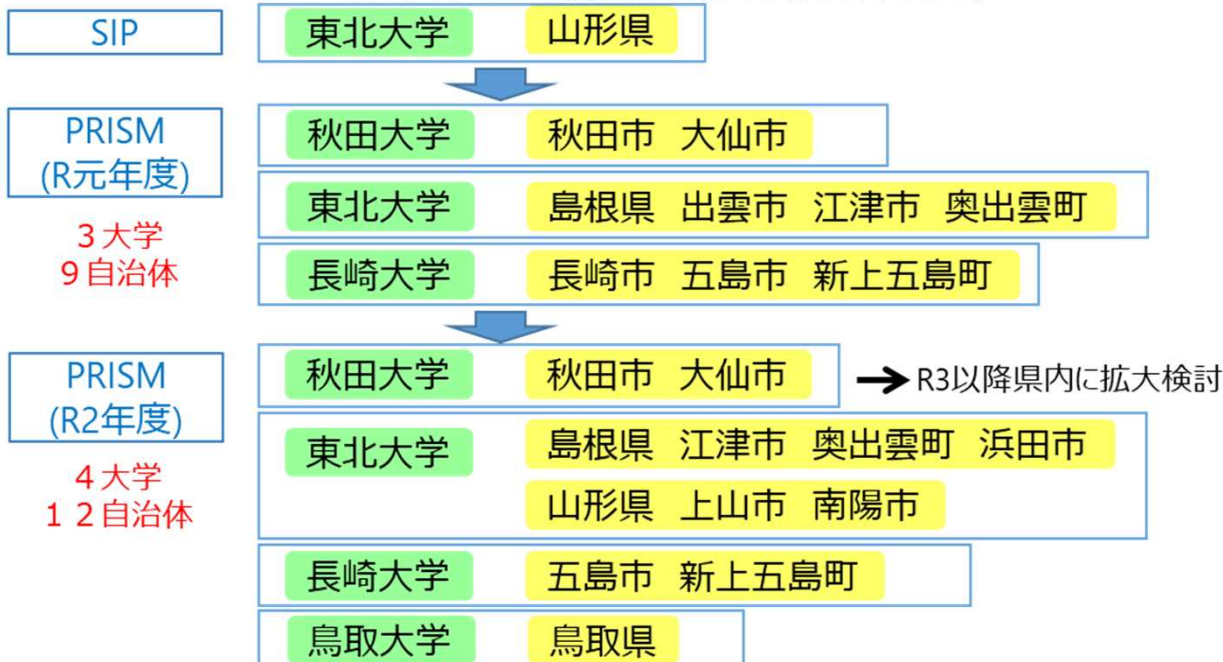 SIP 東北大学 山形県
PRISM
(R元年度)
3大学
9自治体
秋田大学 秋田市 大仙市
東北大学 島根県 出雲市 江津市 奥出雲町
長崎大学 長崎市 五島市 新上五島町
PRISM
(R2年度)
4大学
12自治体
秋田大学 秋田市 大仙市 → R3以降県内に拡大検討
東北大学 島根県 江津市 奥出雲町 浜田市
山形県 上山市 南陽市
長崎大学 五島市 新上五島町
鳥取大学 鳥取県